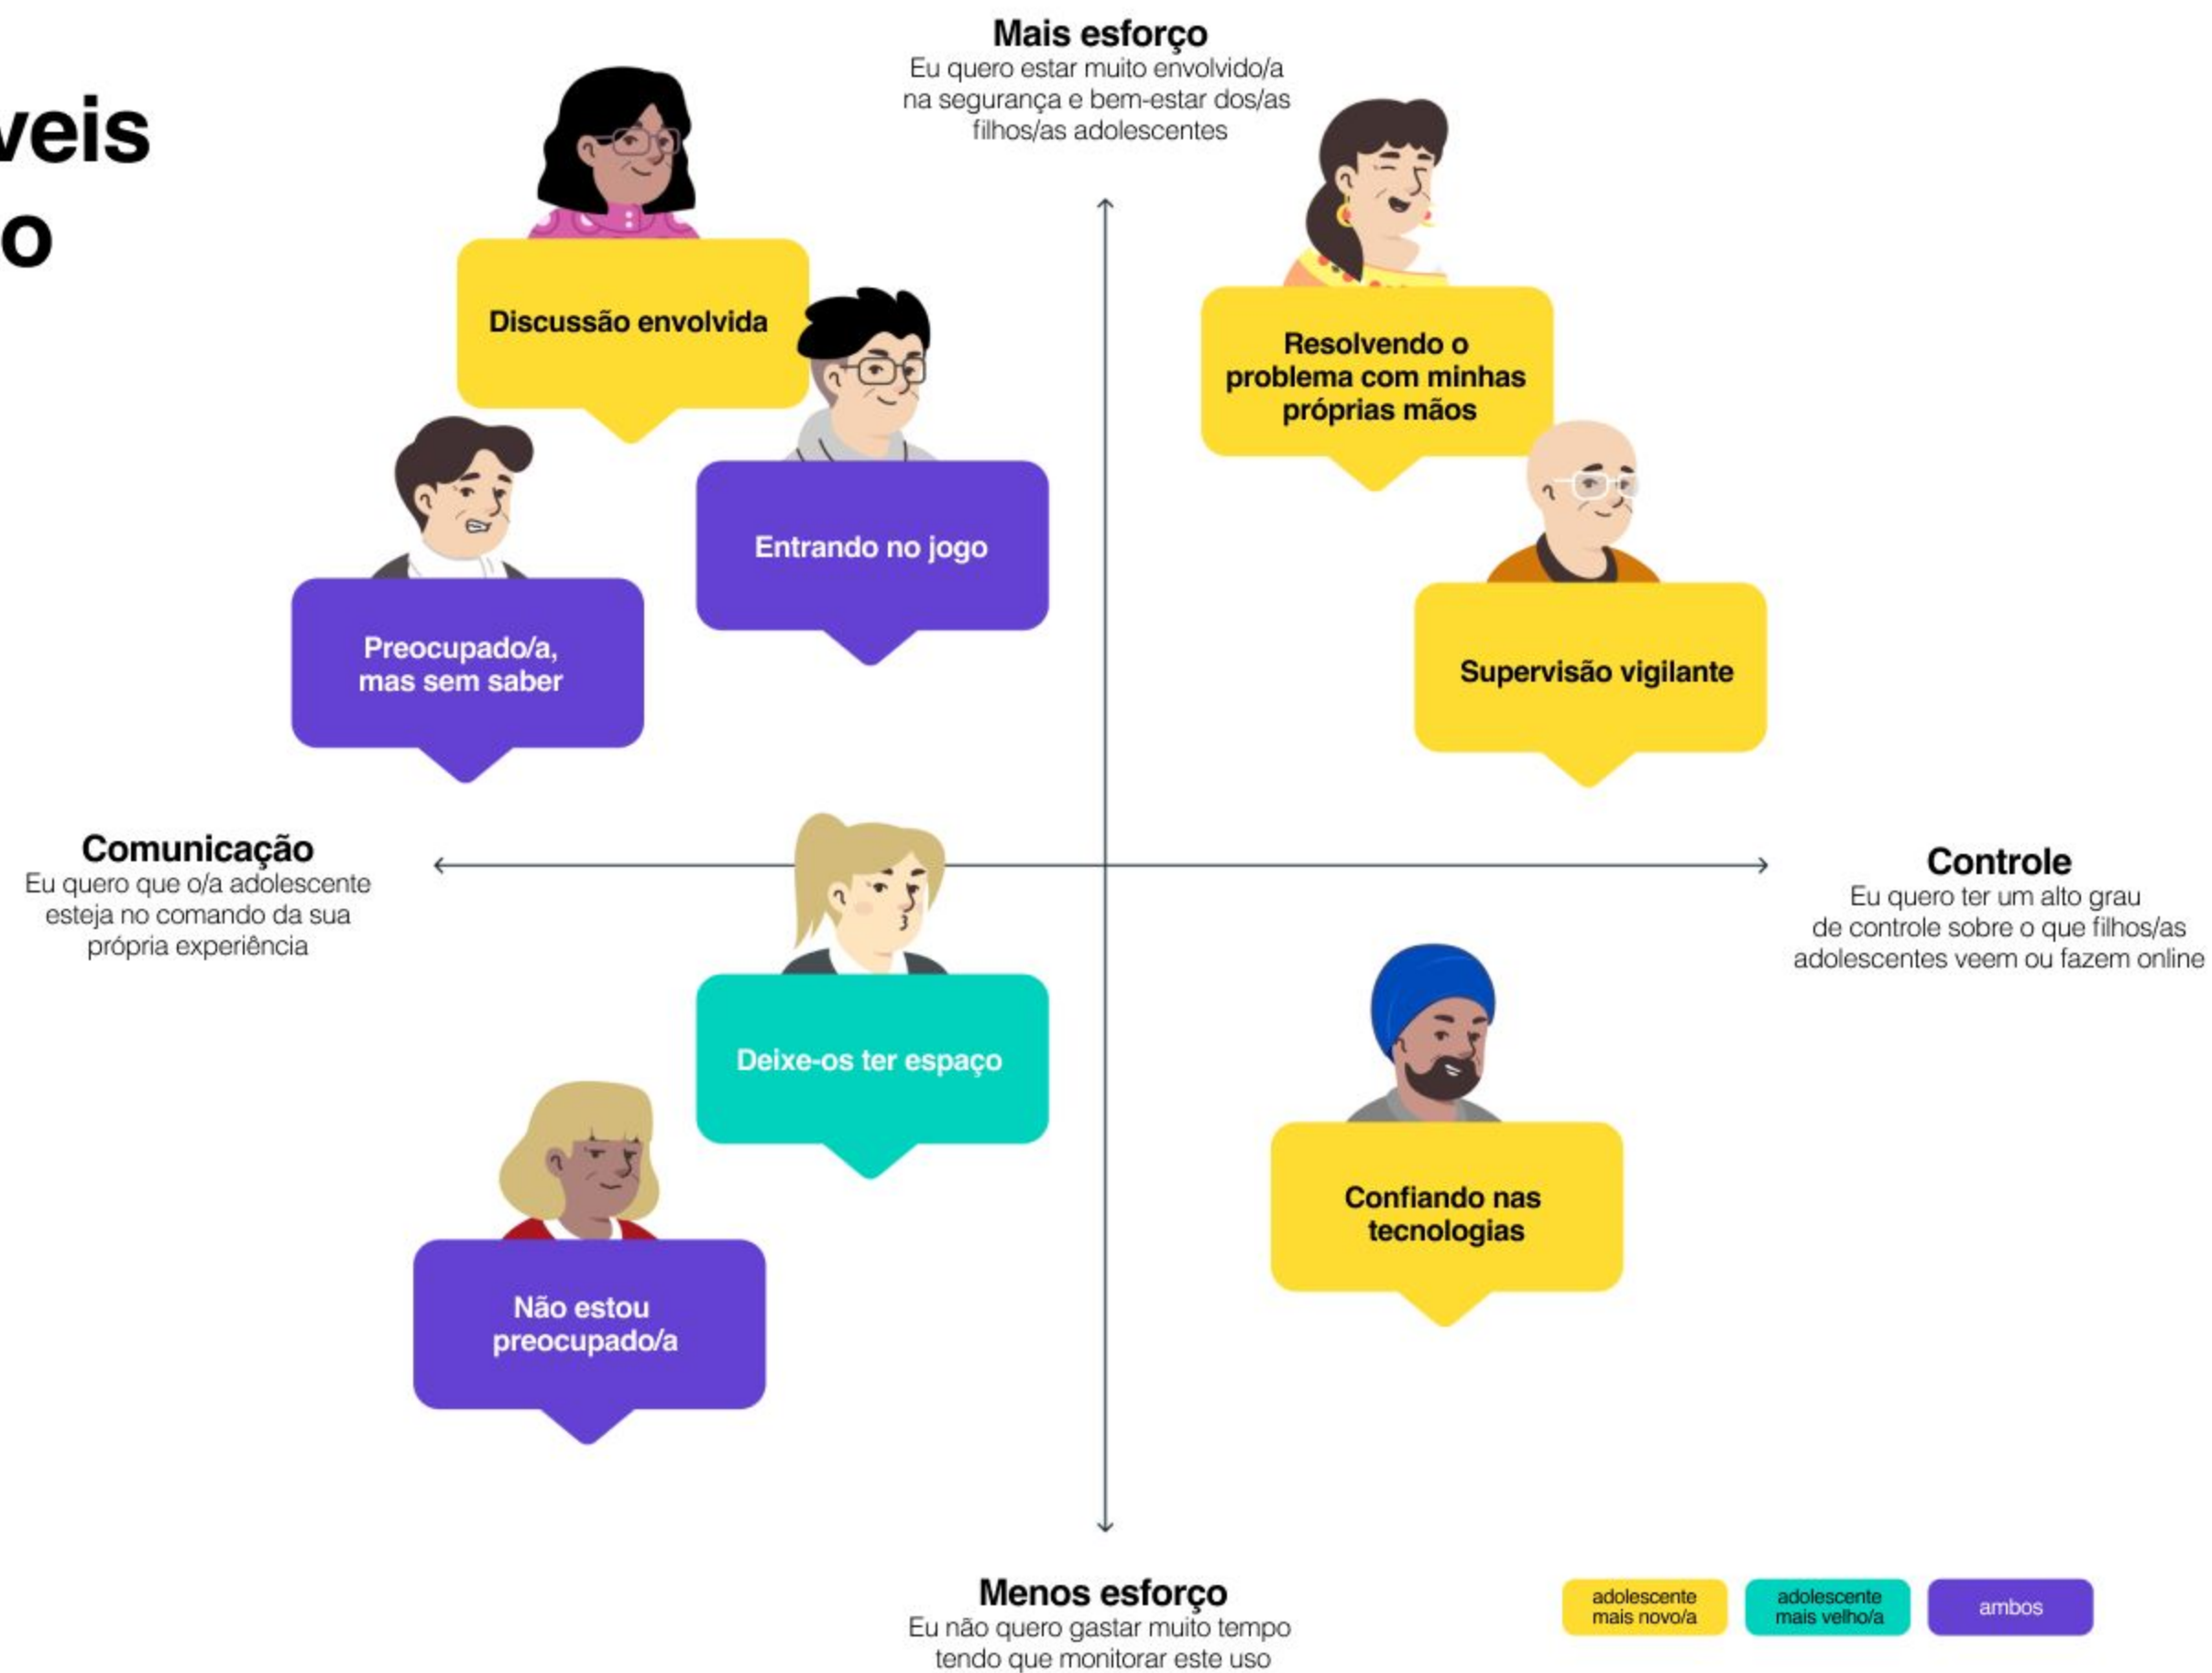 veis
o
Mais esforço
Eu quero estar muito envolvido/a
na segurança e bem-estar dos/as
filhos/as adolescentes
Discussão envolvida
Resolvendo o
problema com minhas
próprias mãos
Entrando no jogo
Preocupado/a,
mas sem saber
Supervisão vigilante
Comunicação
Eu quero que o/a adolescente
esteja no comando da sua
própria experiência
Controle
Eu quero ter um alto grau
de controle sobre o que filhos/as
adolescentes veem ou fazem online
Deixe-os ter espaço
Confiando nas
tecnologias
Não estou
preocupado/a
Menos esforço
Eu não quero gastar muito tempo
tendo que monitorar este uso
adolescente
mais novo/a
adolescente
mais velho/a
ambos